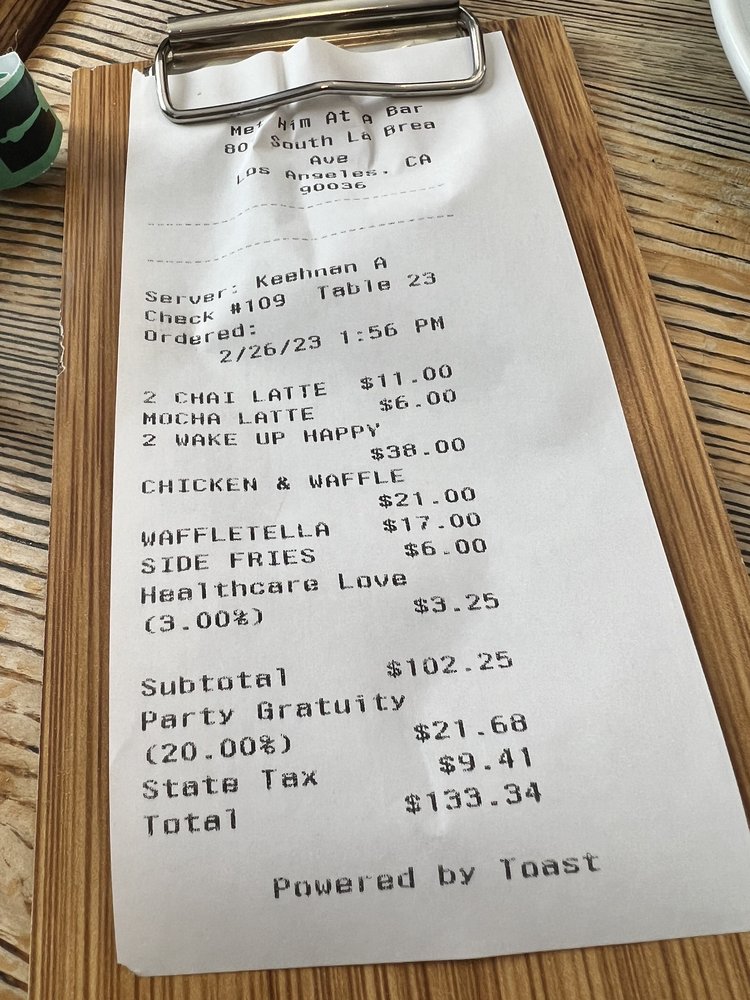 Met Him At A Bar
80 South La Brea
Ave
Los Angeles, CA
90036
Server: Keehnan A
Check #109 Table 23
Ordered:
2/26/23 1:56 PM
2 CHAI LATTE $11.00
MOCHA LATTE $6.00
2 WAKE UP HAPPY
$38.00
CHICKEN & WAFFLE
$21.00
WAFFLETELLA $17.00
SIDE FRIES $6.00
Healthcare Love
(3.00%) $3.25
Subtotal $102.25
Party Gratuity
(20.00%) $21.68
State Tax $9.41
Total $133.34
Powered by Toast